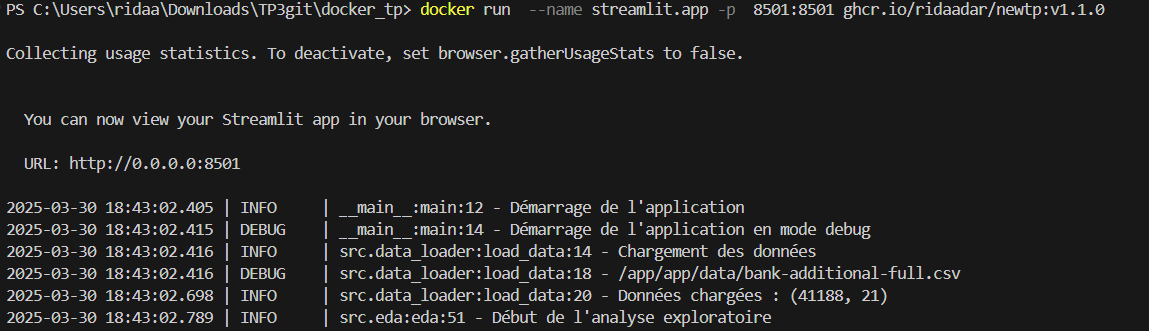 PS C:\Users\ridaa\Downloads\TP3git\docker_tp> docker run  --name streamlit.app -p  8501:8501 ghcr.io/ridaadar/newtp:v1.1.0
Collecting usage statistics. To deactivate, set browser.gatherUsageStats to false.
You can now view your Streamlit app in your browser.
URL: http://0.0.0.0:8501
2025-03-30 18:43:02.405 | INFO     | __main__:main:12 - Démarrage de l'application
2025-03-30 18:43:02.415 | DEBUG    | __main__:main:14 - Démarrage de l'application en mode debug
2025-03-30 18:43:02.416 | INFO     | src.data_loader:load_data:14 - Chargement des données
2025-03-30 18:43:02.416 | DEBUG    | src.data_loader:load_data:18 - /app/app/data/bank-additional-full.csv
2025-03-30 18:43:02.698 | INFO     | src.data_loader:load_data:20 - Données chargées : (41188, 21)
2025-03-30 18:43:02.789 | INFO     | src.eda:eda:51 - Début de l'analyse exploratoire